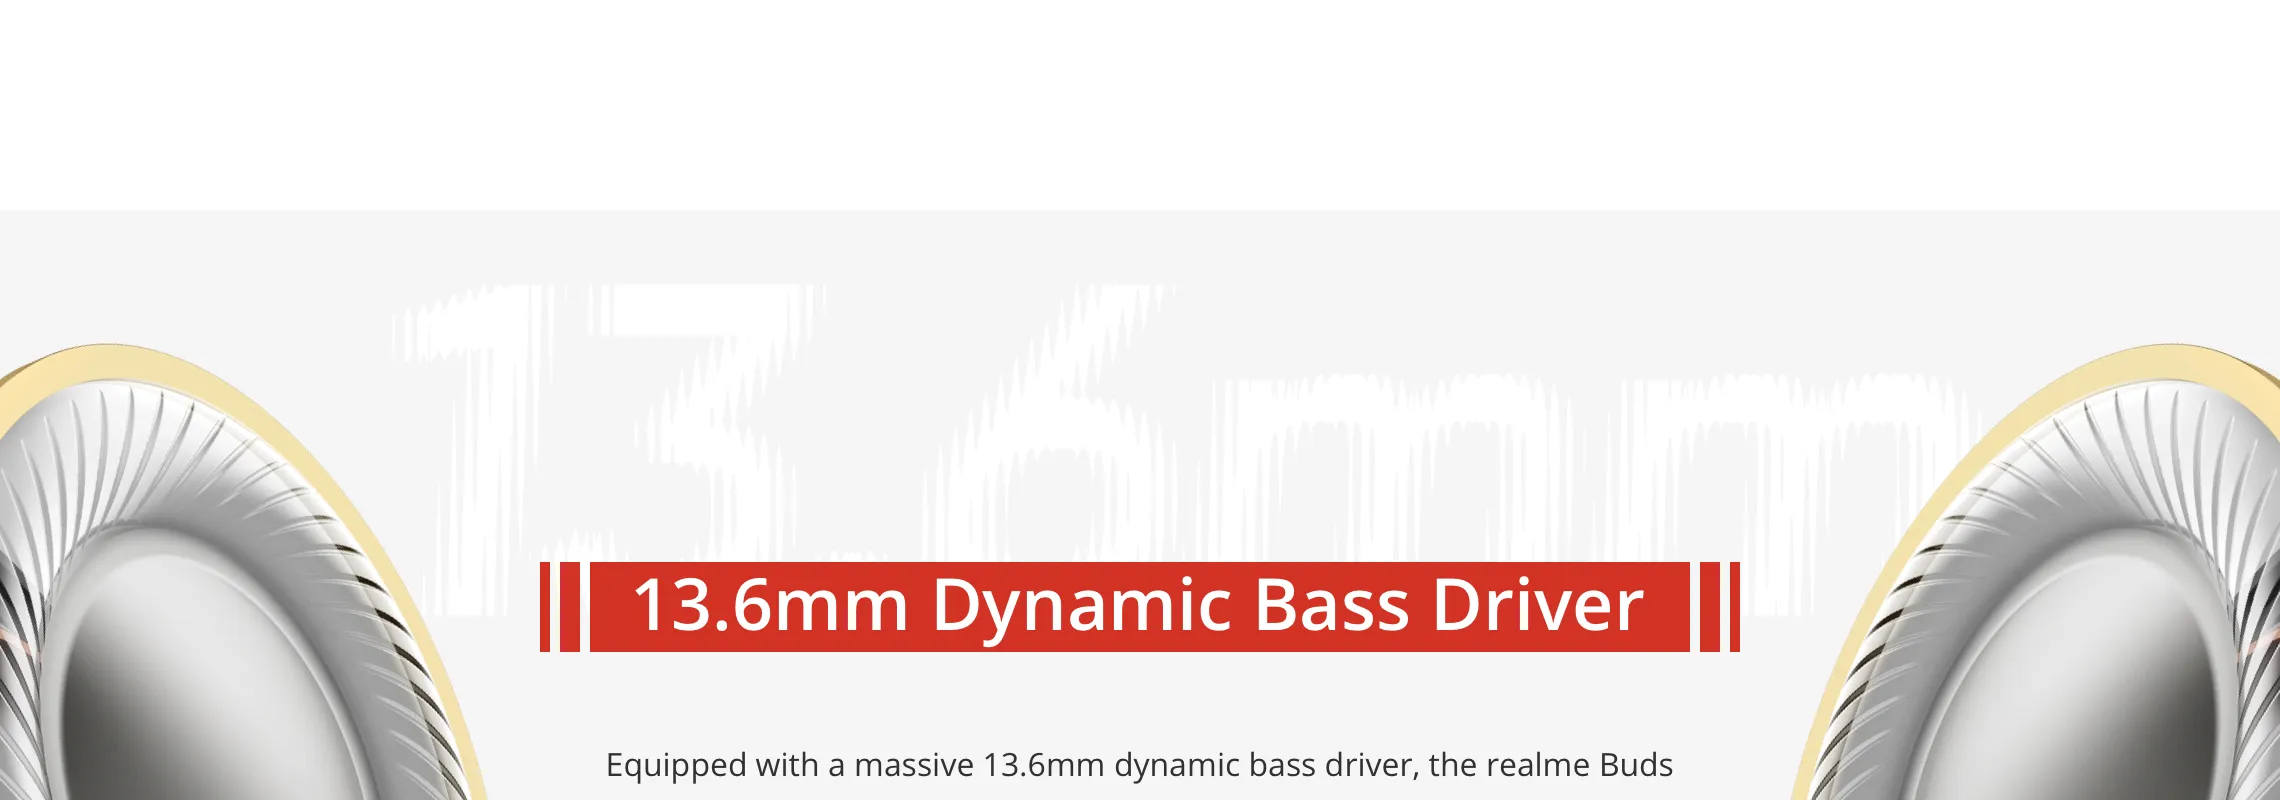 13.6mm
13.6mm Dynamic Bass Driver
Equipped with a massive 13.6mm dynamic bass driver, the realme Buds